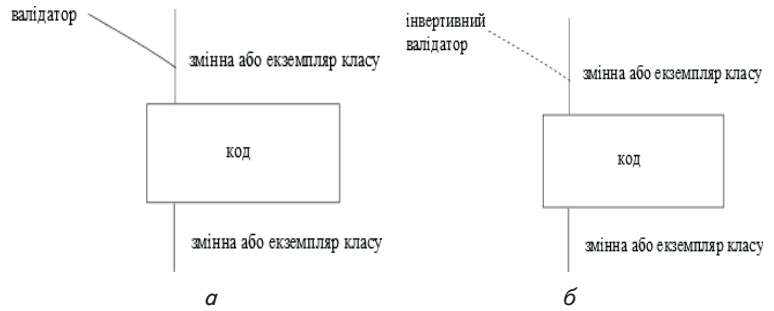 валідатор
змінна або екземпляр класу
код
змінна або екземпляр класу
а
інвертивний
валідатор
змінна або екземпляр класу
код
змінна або екземпляр класу
б